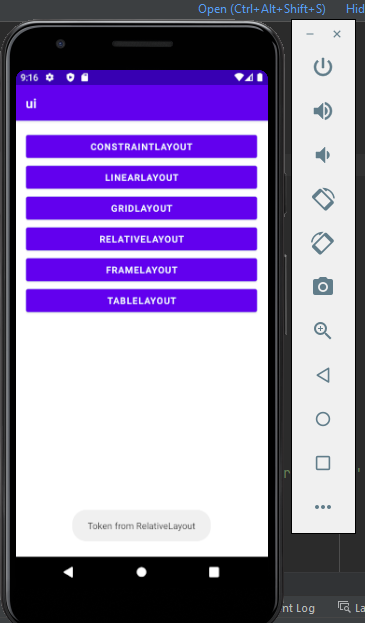 Open (Ctrl+Alt+Shift+S) Hid
9:16
ui
CONSTRAINTLAYOUT
LINEARLAYOUT
GRIDLAYOUT
RELATIVELAYOUT
FRAMELAYOUT
TABLELAYOUT
Token from RelativeLayout
nt Log La